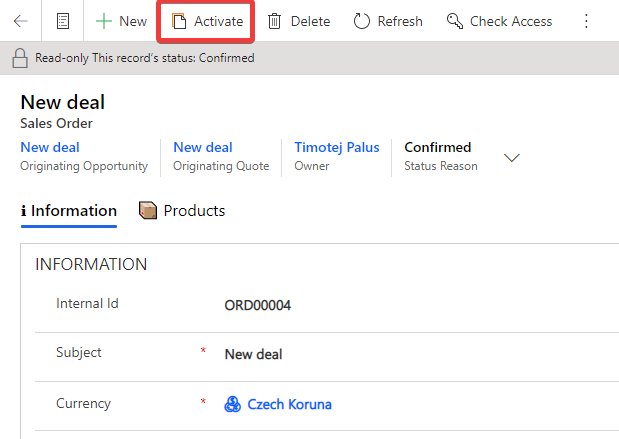 New Activate Delete Refresh Check Access
Read-only This record's status: Confirmed
New deal
Sales Order
New deal New deal Timotej Palus Confirmed
Originating Opportunity Originating Quote Owner Status Reason
Information Products
INFORMATION
Internal Id ORD00004
Subject * New deal
Currency * Czech Koruna